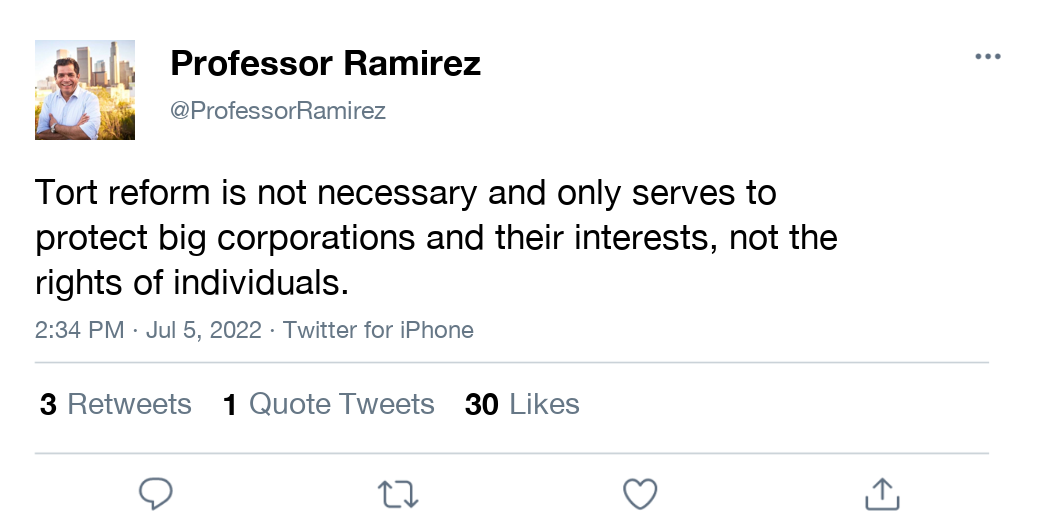 Professor Ramirez
@ProfessorRamirez
Tort reform is not necessary and only serves to
protect big corporations and their interests, not the
rights of individuals.
2:34 PM · Jul 5, 2022 · Twitter for iPhone
3 Retweets 1 Quote Tweets 30 Likes